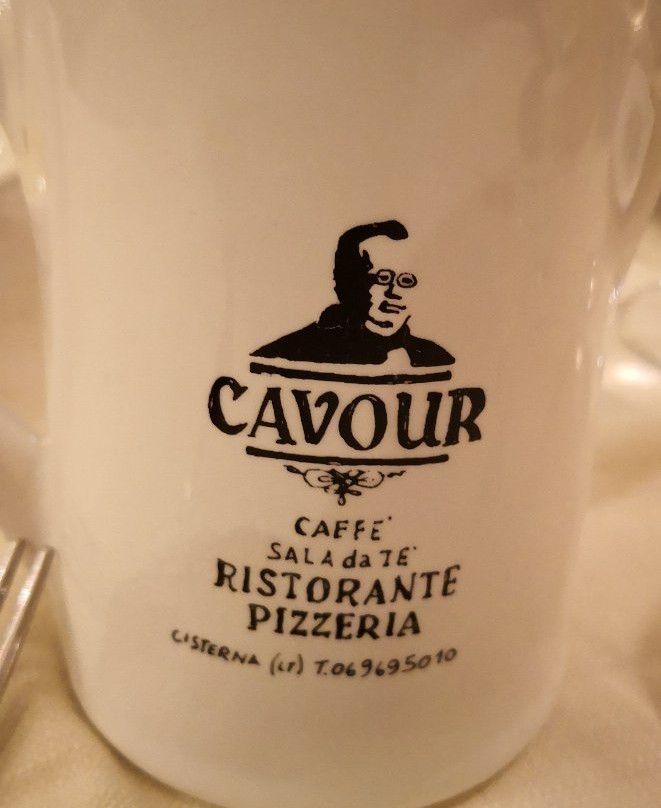 CAVOUR
CAFFE'
SALA da TE'
RISTORANTE
PIZZERIA
CISTERNA (LT) T.069695010